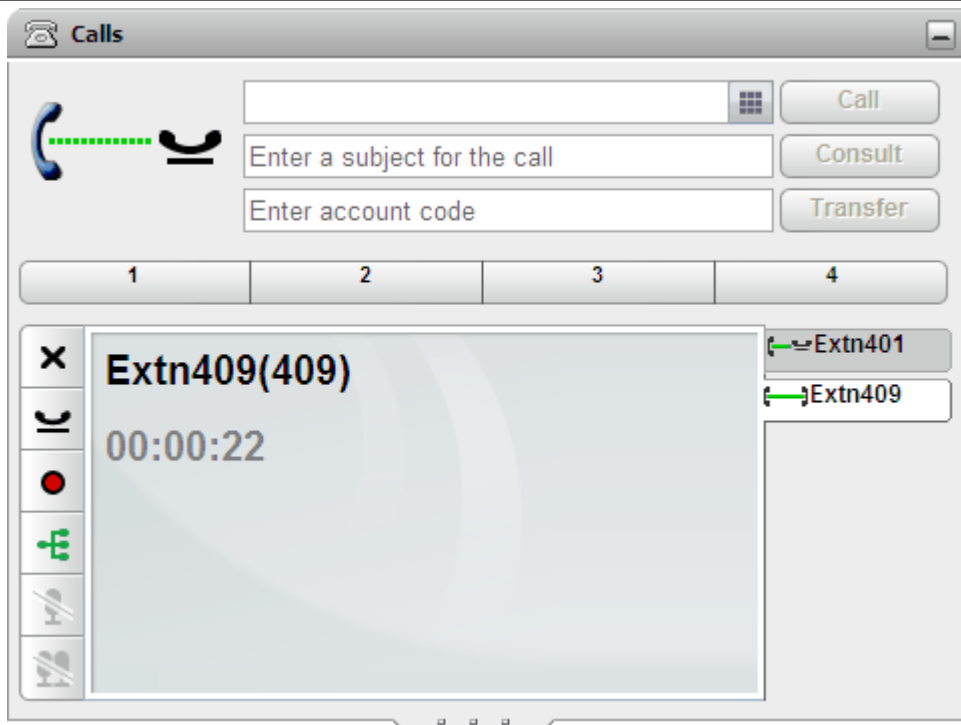 Calls
Call
Enter a subject for the call
Consult
Enter account code
Transfer
1 2 3 4
Extn409(409)
00:00:22
Extn401
Extn409